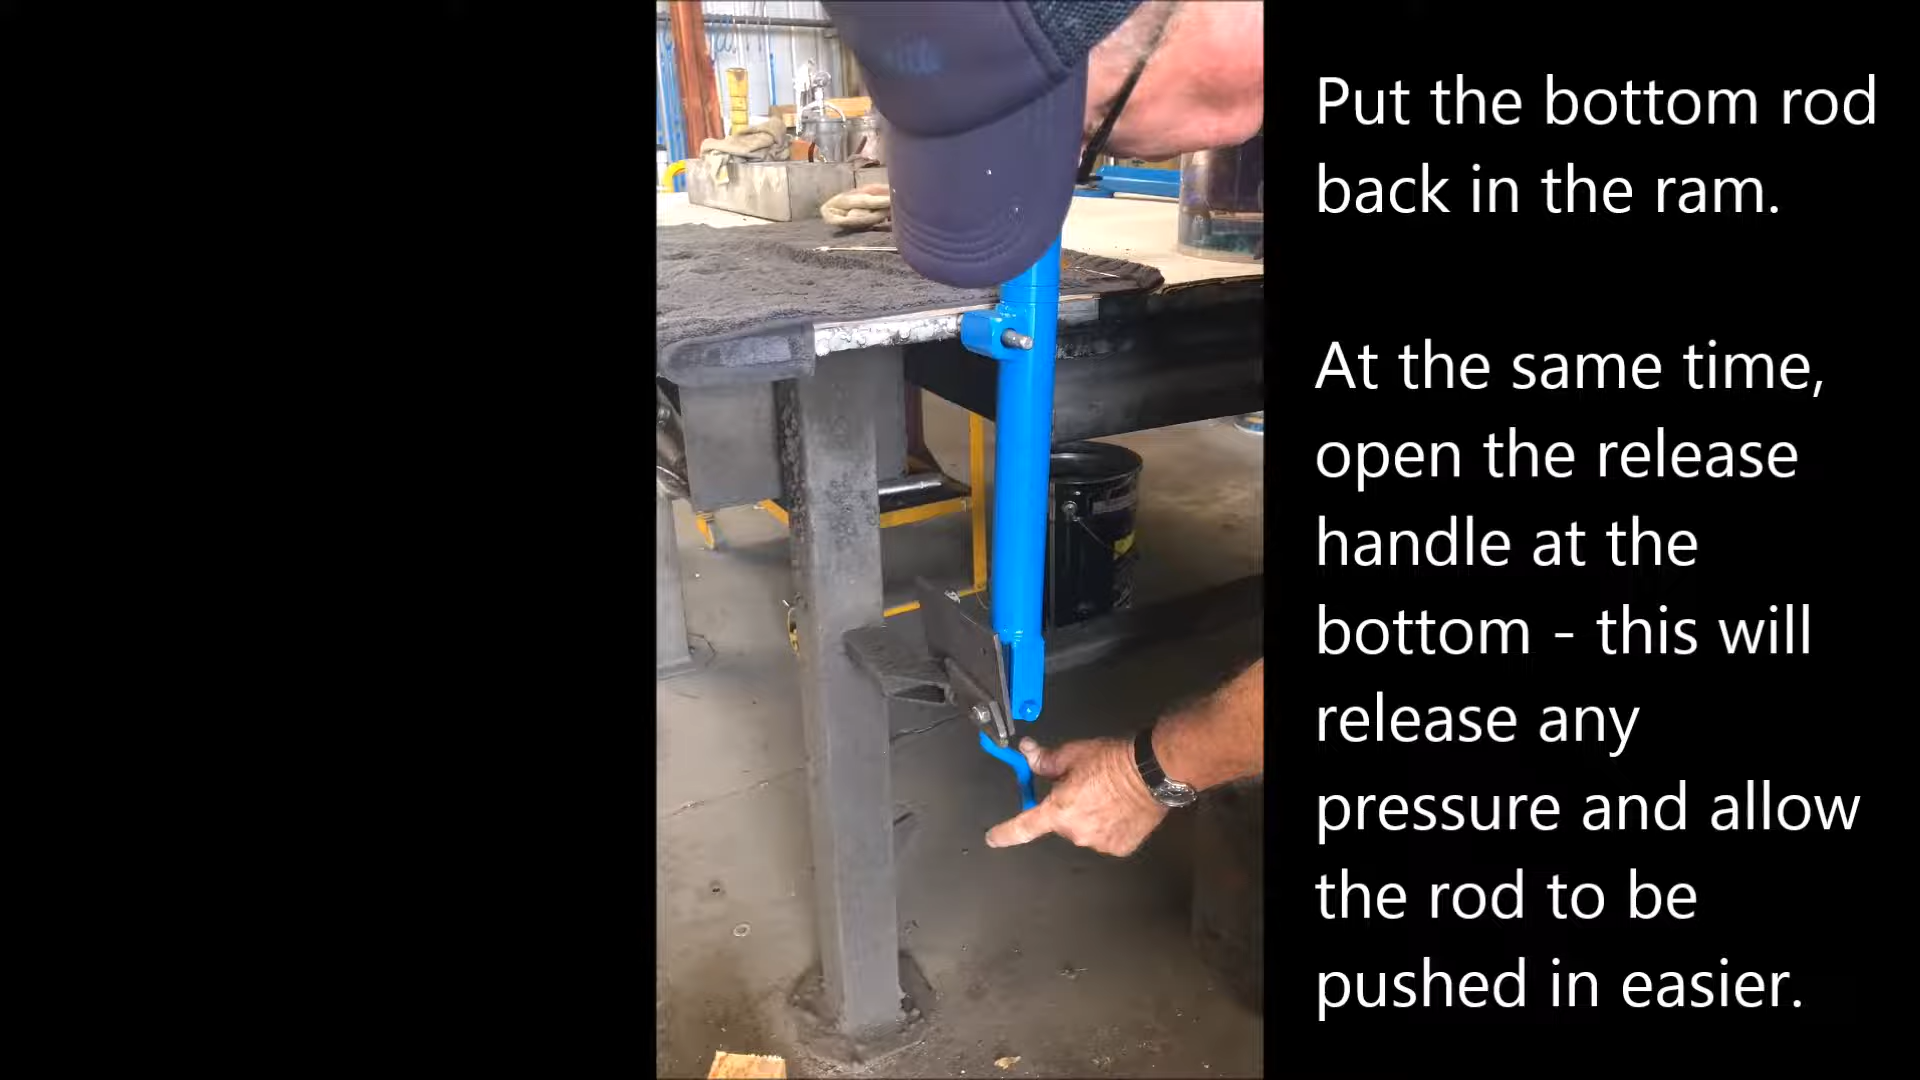 Put the bottom rod
back in the ram.
At the same time,
open the release
handle at the
bottom - this will
release any
pressure and allow
the rod to be
pushed in easier.